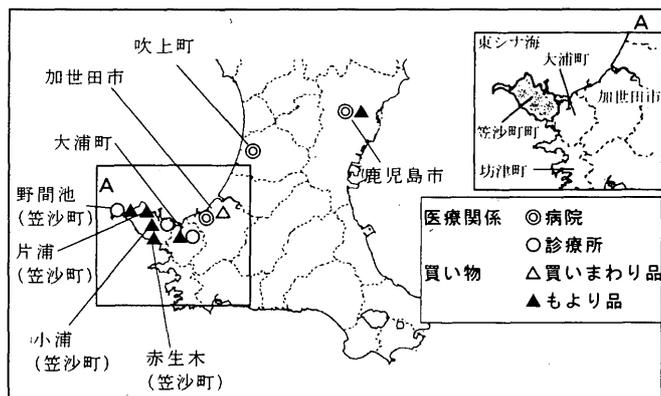 吹上町
加世田市
大浦町
A
野間池
(笠沙町)
片浦
(笠沙町)
小浦
(笠沙町)
赤生木
(笠沙町)
鹿児島市
A
東シナ海
大浦町
加世田市
笠沙町町
坊津町
医療関係 ◎病院
○診療所
買い物 △買いまわり品
▲もより品